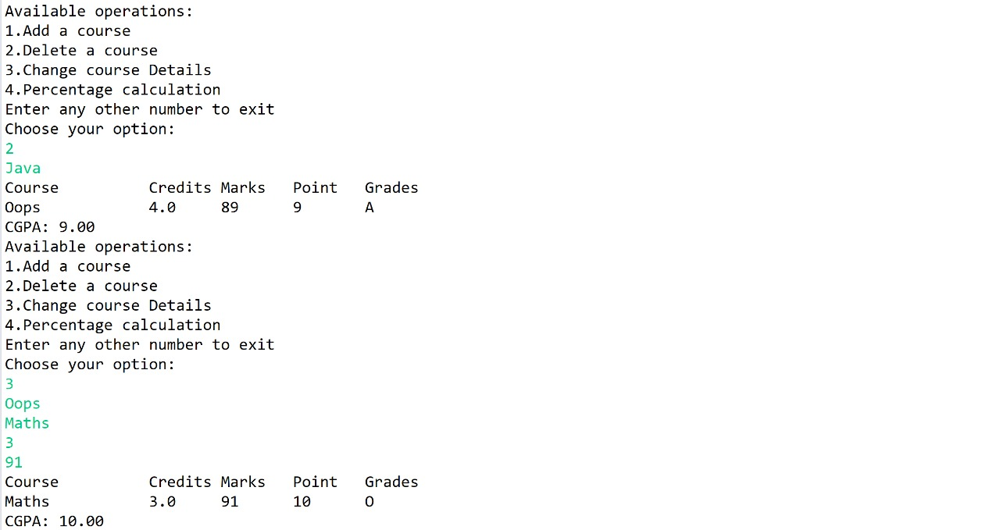 Available operations:
1.Add a course
2.Delete a course
3.Change course Details
4.Percentage calculation
Enter any other number to exit
Choose your option:
2
Java
Course          Credits Marks   Point   Grades
Oops            4.0     89      9       A
CGPA: 9.00
Available operations:
1.Add a course
2.Delete a course
3.Change course Details
4.Percentage calculation
Enter any other number to exit
Choose your option:
3
Oops
Maths
3
91
Course          Credits Marks   Point   Grades
Maths           3.0     91      10      O
CGPA: 10.00